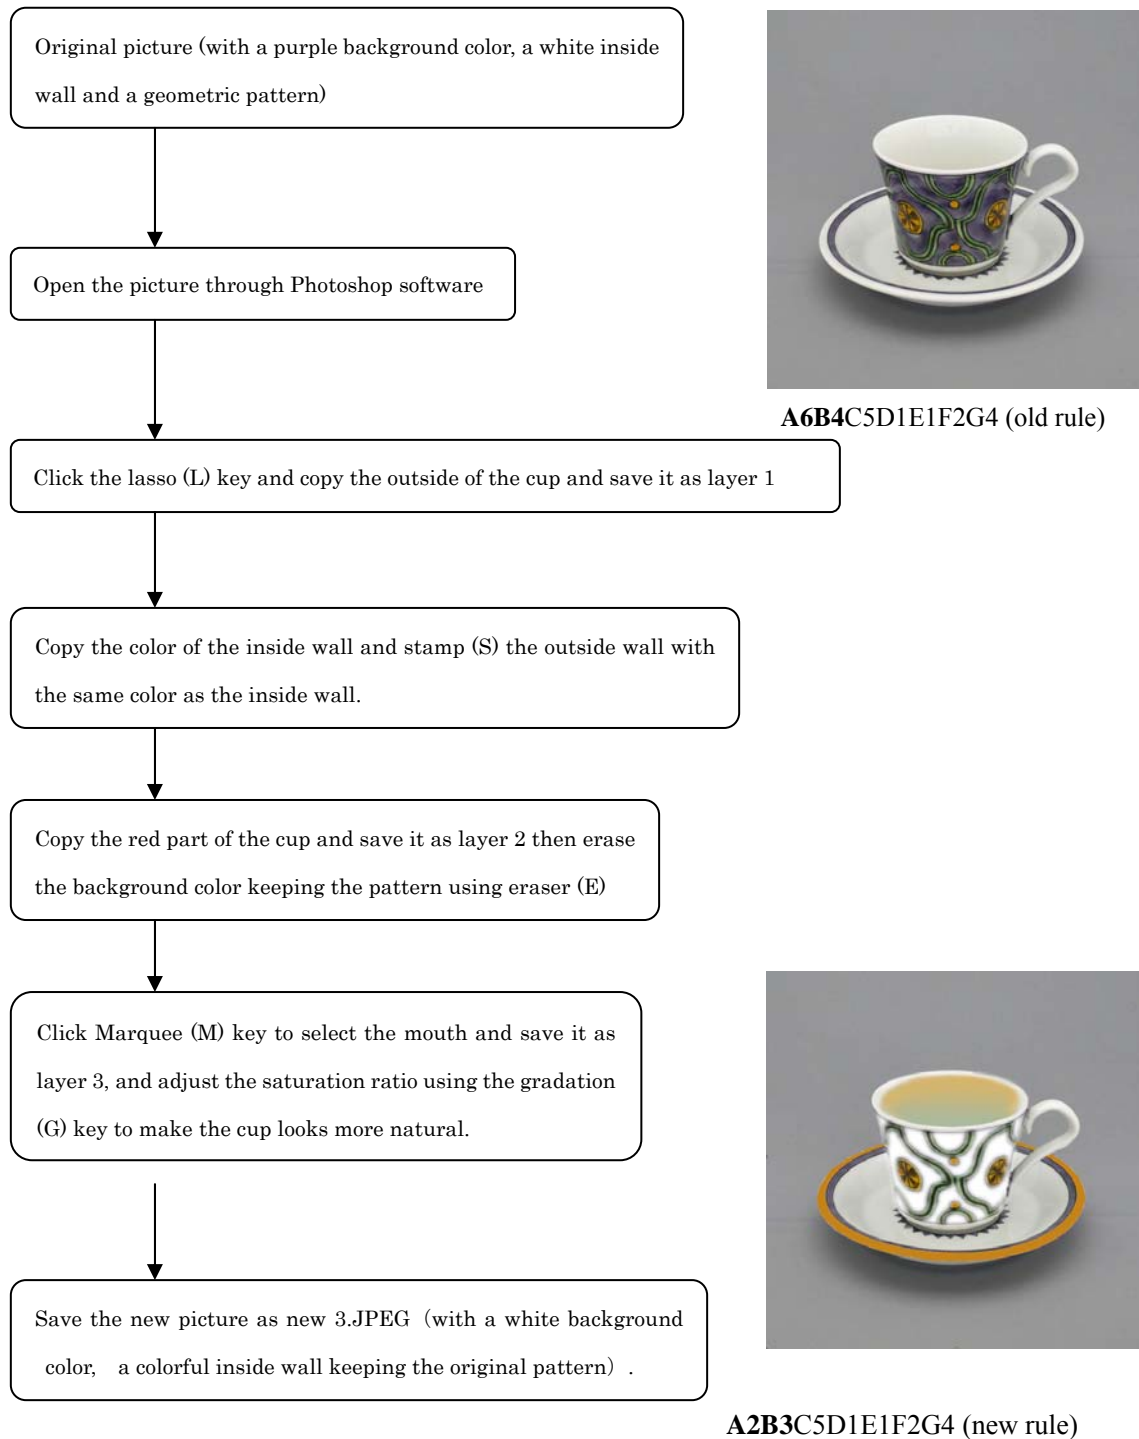 Original picture (with a purple background color, a white inside
wall and a geometric pattern)
Open the picture through Photoshop software
A6B4C5D1E1F2G4 (old rule)
Click the lasso (L) key and copy the outside of the cup and save it as layer 1
Copy the color of the inside wall and stamp (S) the outside wall with
the same color as the inside wall.
Copy the red part of the cup and save it as layer 2 then erase
the background color keeping the pattern using eraser (E)
Click Marquee (M) key to select the mouth and save it as
layer 3, and adjust the saturation ratio using the gradation
(G) key to make the cup looks more natural.
Save the new picture as new 3.JPEG（with a white background
color, a colorful inside wall keeping the original pattern）.
A2B3C5D1E1F2G4 (new rule)